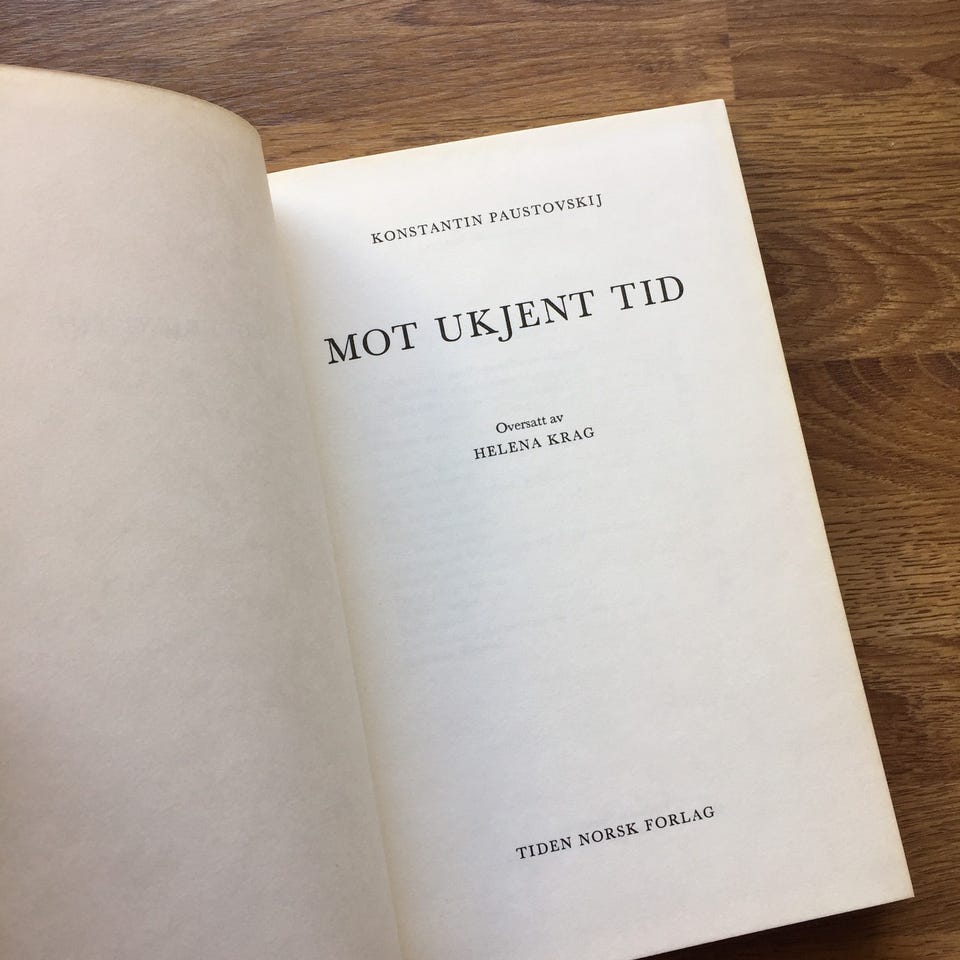 KONSTANTIN PAUSTOVSKIJ
MOT UKJENT TID
Oversatt av
HELENA KRAG
TIDEN NORSK FORLAG